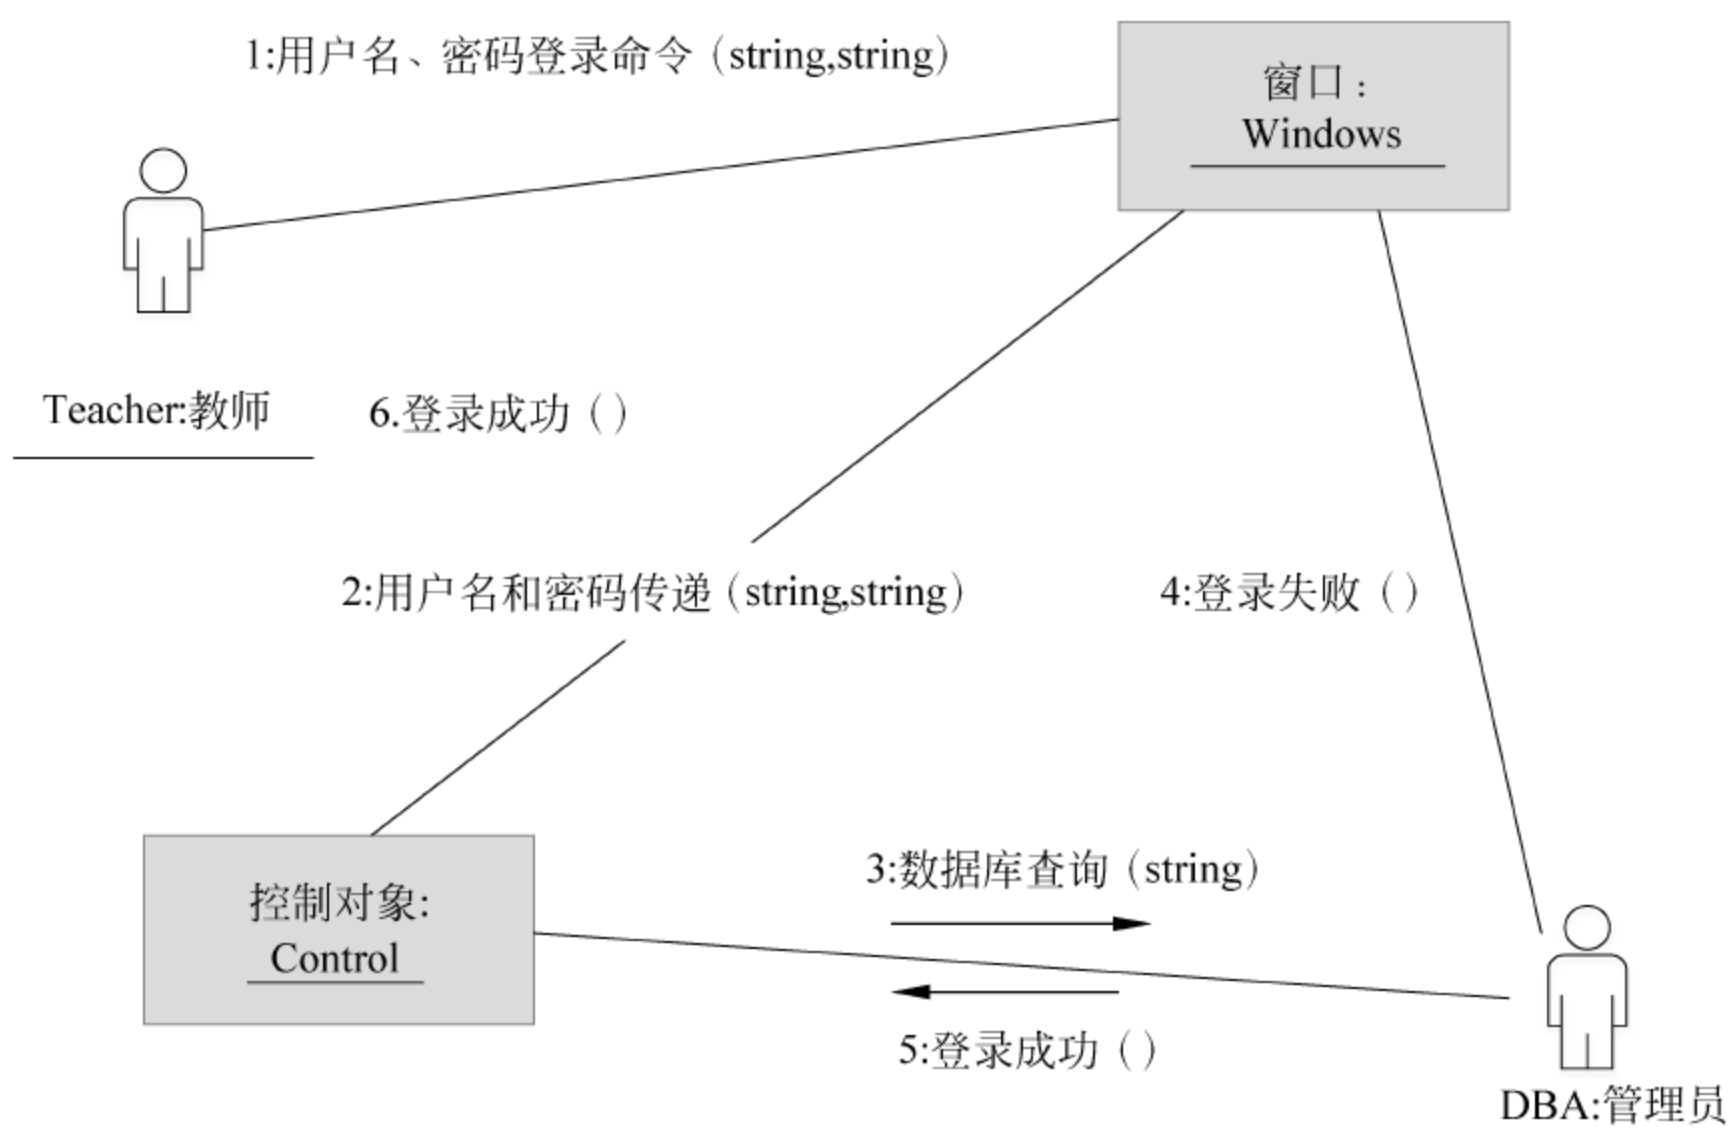 1:用户名、密码登录命令（string,string）
窗口：
Windows
Teacher:教师
6.登录成功（）
2:用户名和密码传递（string,string）
4:登录失败（）
控制对象:
Control
3:数据库查询（string）
5:登录成功（）
DBA:管理员